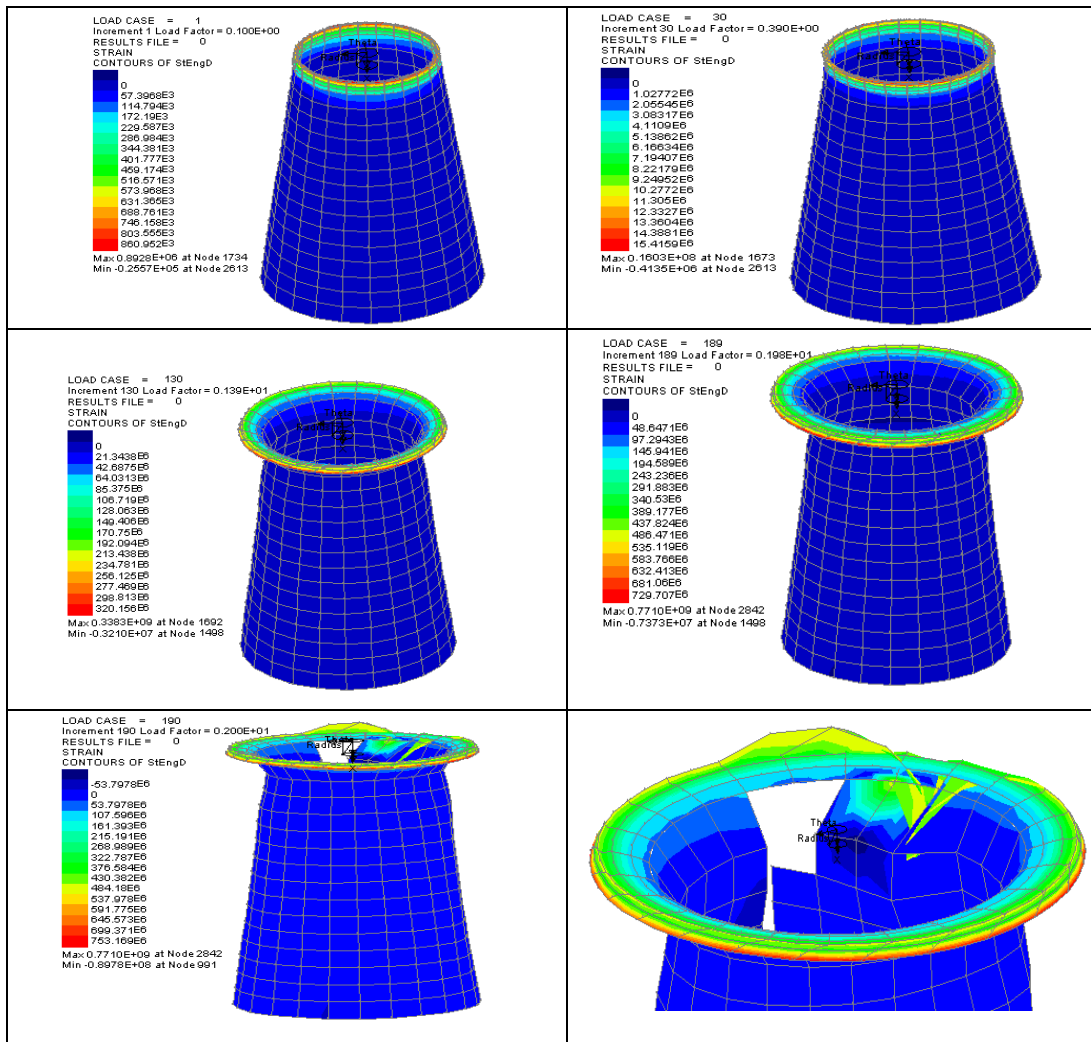 LOAD CASE = 1
Increment 1 Load Factor = 0.100E+00
RESULTS FILE = 0
STRAIN
CONTOURS OF StEngD
0
57.3968E3
114.794E3
172.19E3
229.587E3
286.984E3
344.381E3
401.777E3
459.174E3
516.571E3
573.968E3
631.365E3
688.761E3
746.158E3
803.555E3
860.952E3
Max 0.8928E+06 at Node 1734
Min -0.2557E+05 at Node 2613
Theta
LOAD CASE = 30
Increment 30 Load Factor = 0.390E+00
RESULTS FILE = 0
STRAIN
CONTOURS OF StEngD
0
1.02772E6
2.05545E6
3.08317E6
4.1109E6
5.13862E6
6.16634E6
7.19407E6
8.22179E6
9.24952E6
10.2772E6
11.305E6
12.3327E6
13.3604E6
14.3881E6
15.4159E6
Max 0.1603E+08 at Node 1673
Min -0.4135E+06 at Node 2613
Theta
LOAD CASE = 130
Increment 130 Load Factor = 0.139E+01
RESULTS FILE = 0
STRAIN
CONTOURS OF StEngD
0
21.3438E6
42.6875E6
64.0313E6
85.375E6
106.719E6
128.063E6
149.406E6
170.75E6
192.094E6
213.438E6
234.781E6
256.125E6
277.469E6
298.813E6
320.156E6
Max 0.3383E+09 at Node 1692
Min -0.3210E+07 at Node 1498
Theta
LOAD CASE = 189
Increment 189 Load Factor = 0.198E+01
RESULTS FILE = 0
STRAIN
CONTOURS OF StEngD
0
48.6471E6
97.2943E6
145.941E6
194.589E6
243.236E6
291.883E6
340.53E6
389.177E6
437.824E6
486.471E6
535.119E6
583.766E6
632.413E6
681.06E6
729.707E6
Max 0.7710E+09 at Node 2842
Min -0.7373E+07 at Node 1498
Theta
LOAD CASE = 190
Increment 190 Load Factor = 0.200E+01
RESULTS FILE = 0
STRAIN
CONTOURS OF StEngD
-53.7978E6
0
53.7978E6
107.596E6
161.393E6
215.191E6
268.989E6
322.787E6
376.584E6
430.382E6
484.18E6
537.978E6
591.775E6
645.573E6
699.371E6
753.169E6
Max 0.7710E+09 at Node 2842
Min -0.8978E+08 at Node 991
Theta
Radius
Theta
Radius